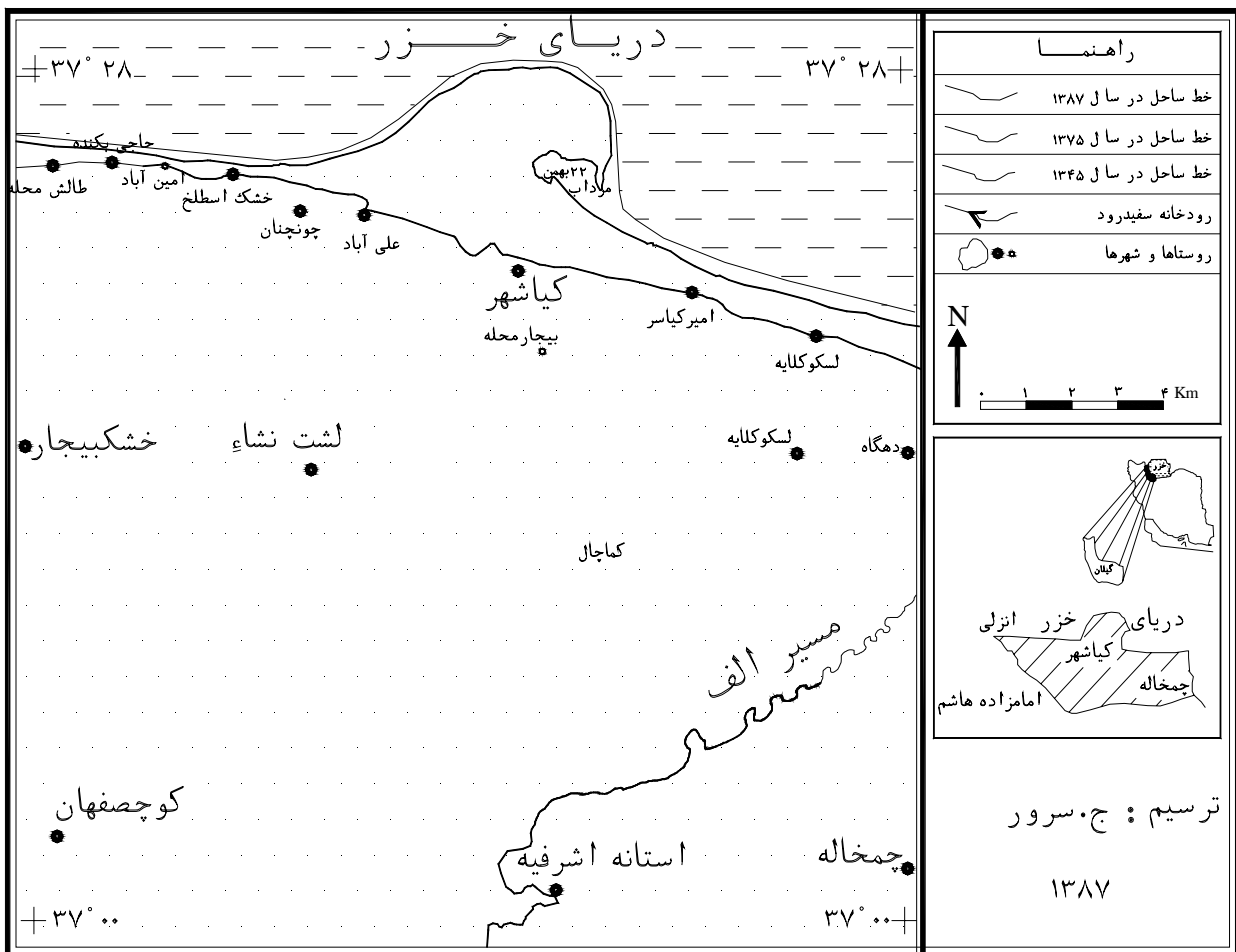 دریای خزر
۳۷° ۲۸
۳۷° ۲۸
حاجی بکنده
طالش محله
امین آباد
خشک اسطلخ
چونچنان
علی آباد
۲۲بهمن
مرداب
کیاشهر
بیجارمحله
امیرکیاسر
لسکوکلایه
خشکبیجار
لشت نشاءِ
لسکوکلایه
دهگاه
کماچال
مسیر الف
کوچصفهان
استانه اشرفیه
چمخاله
۳۷° ۰۰
۳۷° ۰۰
راهنما
خط ساحل در سال ۱۳۸۷
خط ساحل در سال ۱۳۷۵
خط ساحل در سال ۱۳۴۵
رودخانه سفیدرود
روستاها و شهرها
N
۰ ۱ ۲ ۳ ۴ Km
خزر
گیلان
دریای خزر انزلی
کیاشهر
چمخاله
امامزاده هاشم
ترسیم : ج.سرور
۱۳۸۷